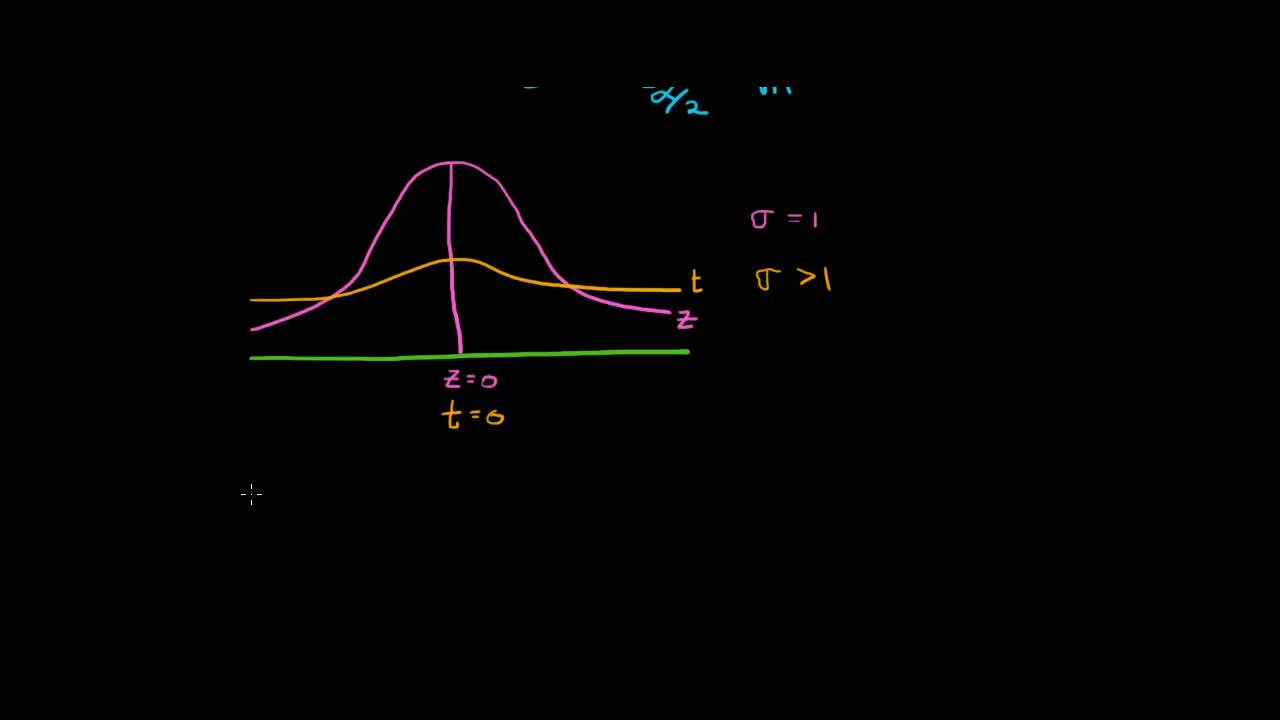 α/2
σ = 1
t σ > 1
z
z = 0
t = 0